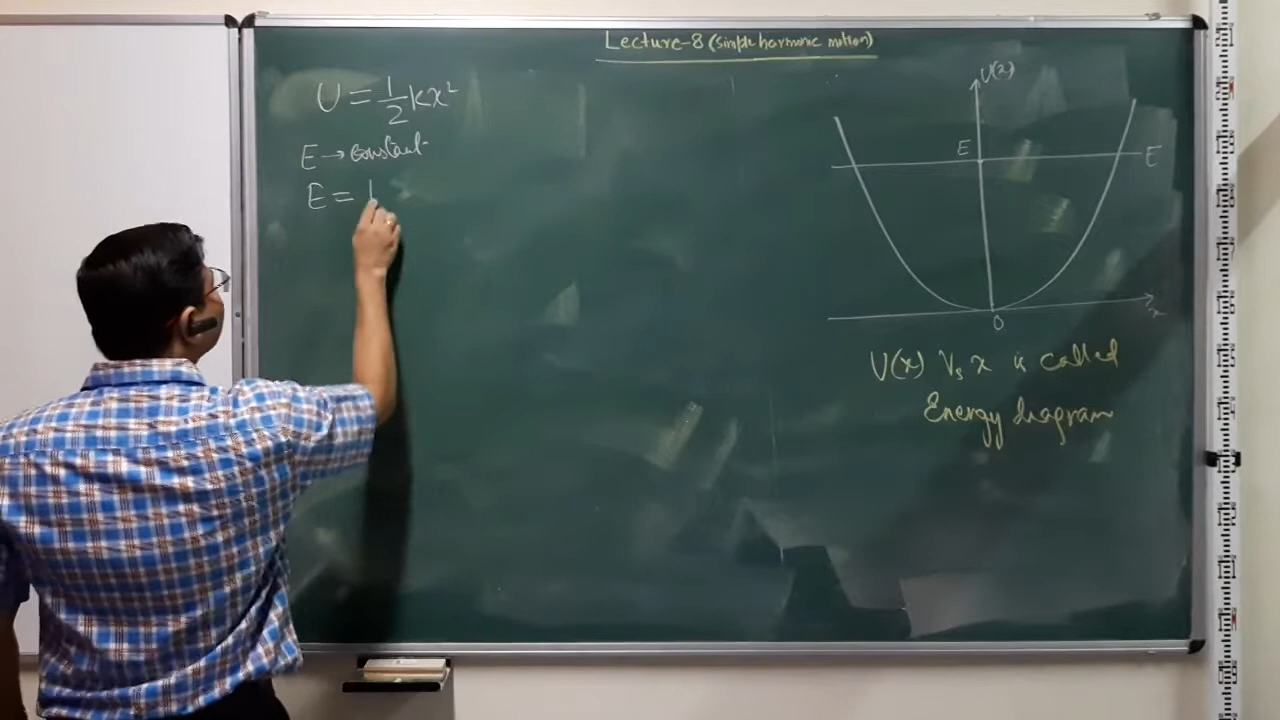 Lecture-8 (simple harmonic motion)
U = 1/2 kx²
E → constant
E = 1
U(x)
E
E
0
x
U(x) Vs x is called
Energy diagram